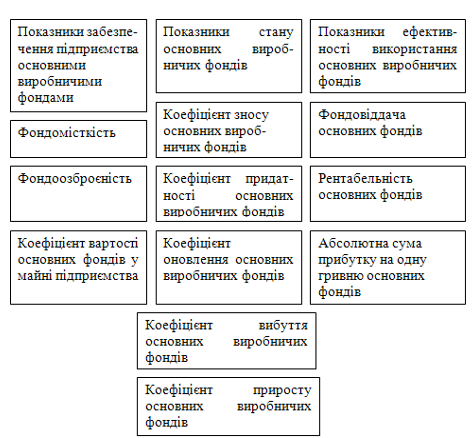 Показники забезпе-
чення підприємства
основними
виробничими
фондами
Фондомісткість
Фондоозброєність
Коефіцієнт вартості
основних фондів у
майні підприємства
Показники стану
основних вироб-
ничих фондів
Коефіцієнт зносу
основних вироб-
ничих фондів
Коефіцієнт придат-
ності основних
виробничих фондів
Коефіцієнт
оновлення основних
виробничих фондів
Показники ефектив-
ності використання
основних виробничих
фондів
Фондовіддача
основних фондів
Рентабельність
основних фондів
Абсолютна сума
прибутку на одну
гривню основних
фондів
Коефіцієнт вибуття
основних виробничих
фондів
Коефіцієнт приросту
основних виробничих
фондів